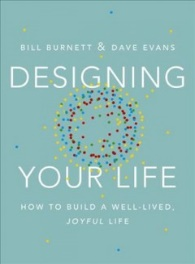 BILL BURNETT & DAVE EVANS
DESIGNING
YOUR LIFE
HOW TO BUILD A WELL-LIVED,
JOYFUL LIFE